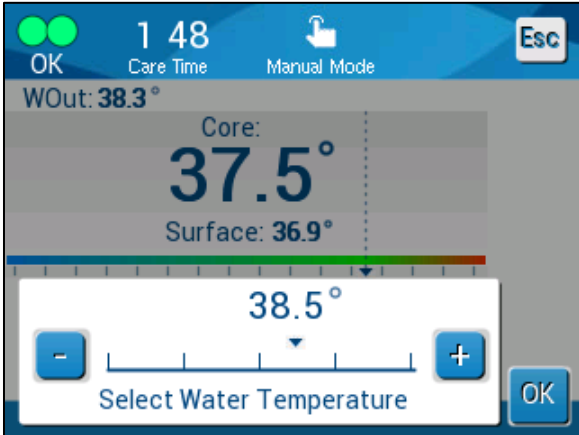 1 48
Esc
OK
Care Time
Manual Mode
WOut: 38.3°
Core:
37.5°
Surface: 36.9°
38.5°
-
+
Select Water Temperature
OK